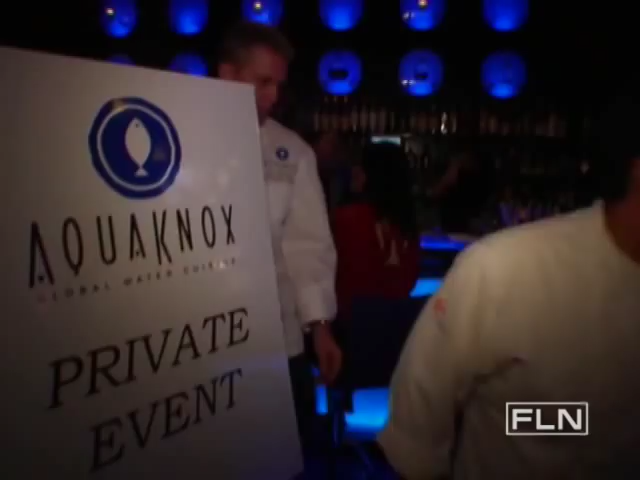 AQUAKNOX
GLOBAL WATER CUISINE
PRIVATE
EVENT
FLN